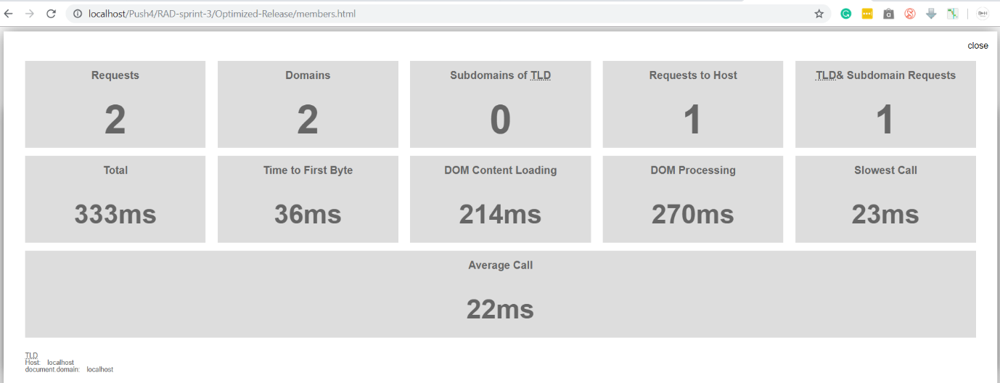 localhost/Push4/RAD-sprint-3/Optimized-Release/members.html
close
Requests
2
Domains
2
Subdomains of TLD
0
Requests to Host
1
TLD& Subdomain Requests
1
Total
333ms
Time to First Byte
36ms
DOM Content Loading
214ms
DOM Processing
270ms
Slowest Call
23ms
Average Call
22ms
TLD
Host: localhost
document.domain: localhost